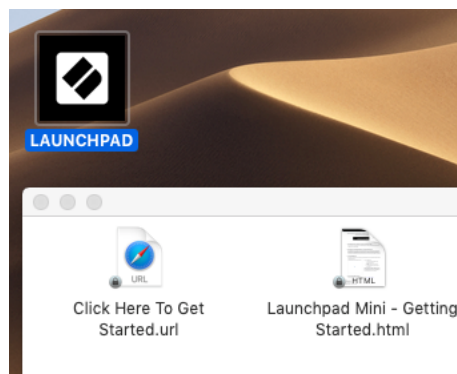 LAUNCHPAD
URL
HTML
Click Here To Get
Started.url
Launchpad Mini - Getting
Started.html